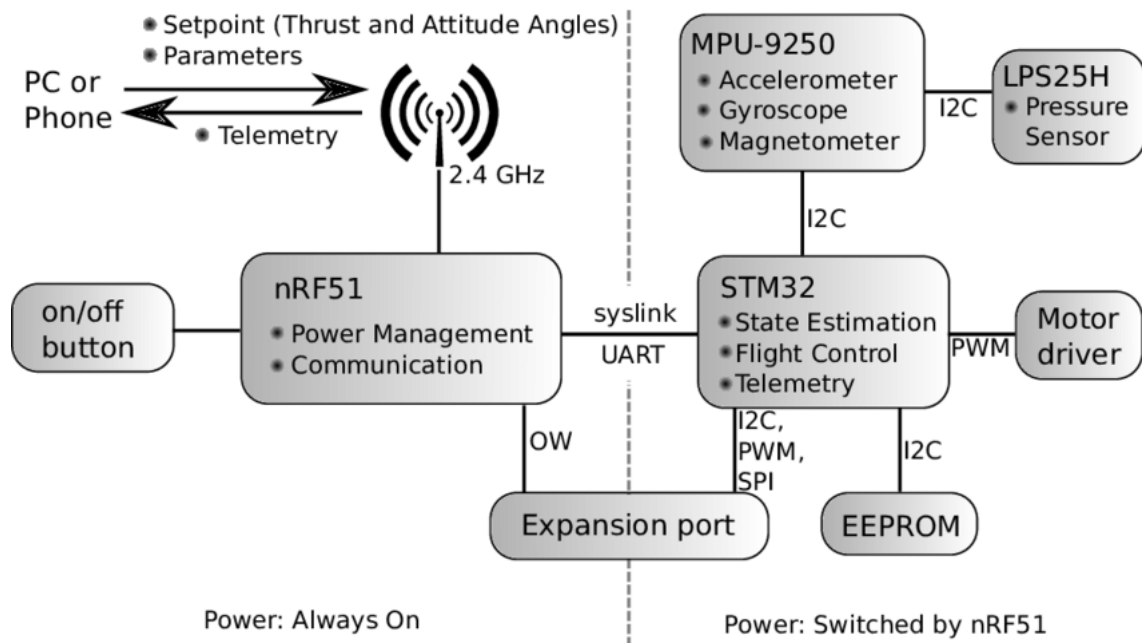 Setpoint (Thrust and Attitude Angles)
Parameters
PC or
Phone
Telemetry
2.4 GHz
MPU-9250
Accelerometer
Gyroscope
Magnetometer
I2C
LPS25H
Pressure
Sensor
I2C
on/off
button
nRF51
Power Management
Communication
syslink
UART
STM32
State Estimation
Flight Control
Telemetry
PWM
Motor
driver
OW
I2C,
PWM,
SPI
I2C
Expansion port
EEPROM
Power: Always On
Power: Switched by nRF51